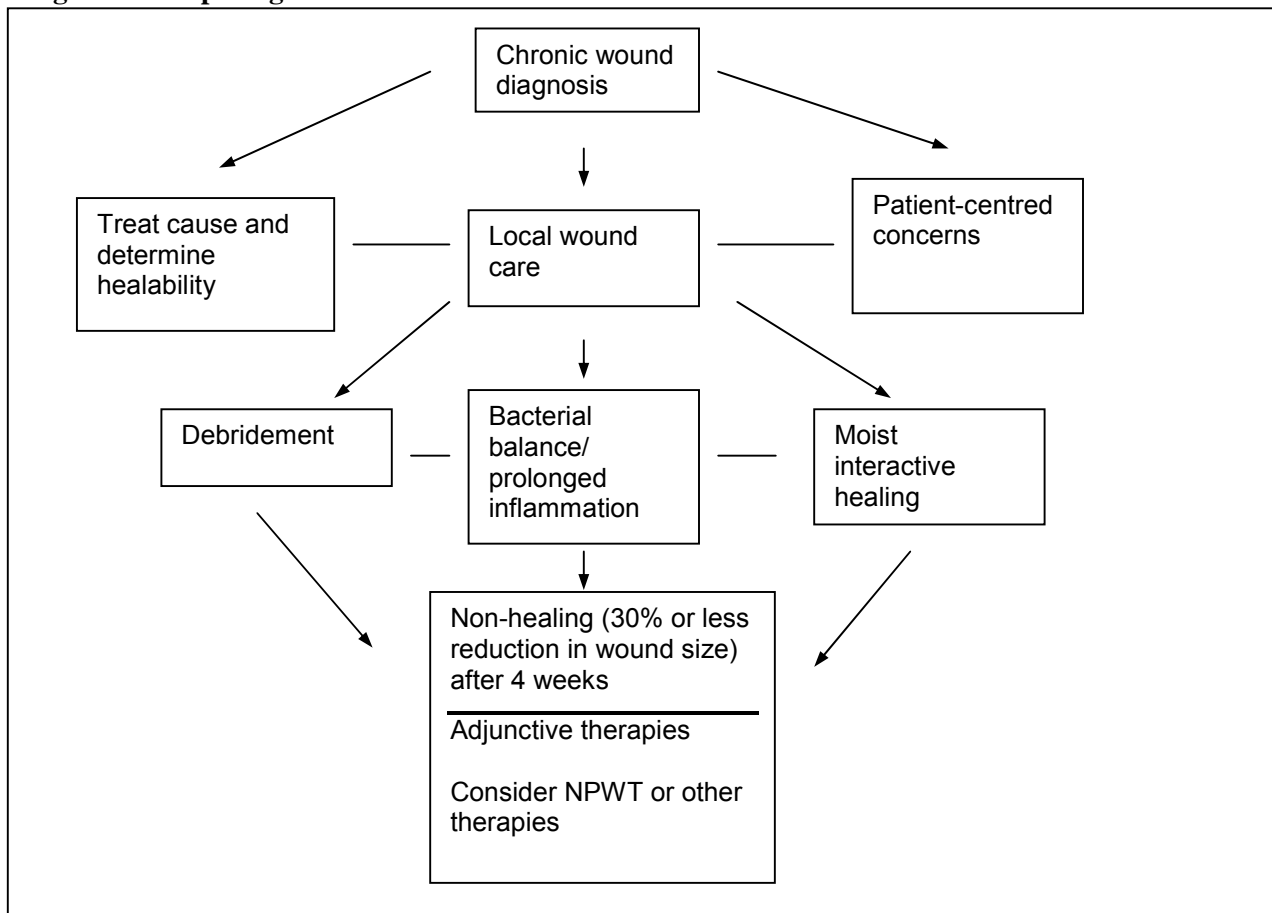 Chronic wound
diagnosis
Treat cause and
determine
healability
Local wound
care
Patient-centred
concerns
Debridement
Bacterial
balance/
prolonged
inflammation
Moist
interactive
healing
Non-healing (30% or less
reduction in wound size)
after 4 weeks
Adjunctive therapies
Consider NPWT or other
therapies